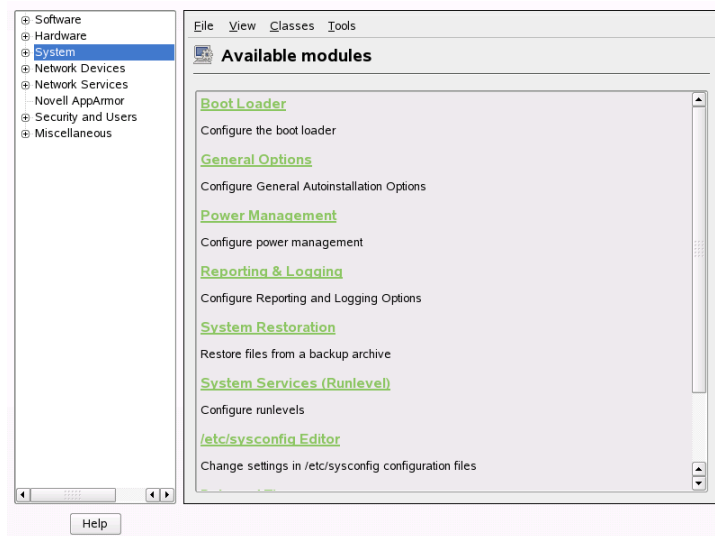 Software
Hardware
System
Network Devices
Network Services
Novell AppArmor
Security and Users
Miscellaneous
Help
File View Classes Tools
Available modules
Boot Loader
Configure the boot loader
General Options
Configure General Autoinstallation Options
Power Management
Configure power management
Reporting & Logging
Configure Reporting and Logging Options
System Restoration
Restore files from a backup archive
System Services (Runlevel)
Configure runlevels
/etc/sysconfig Editor
Change settings in /etc/sysconfig configuration files